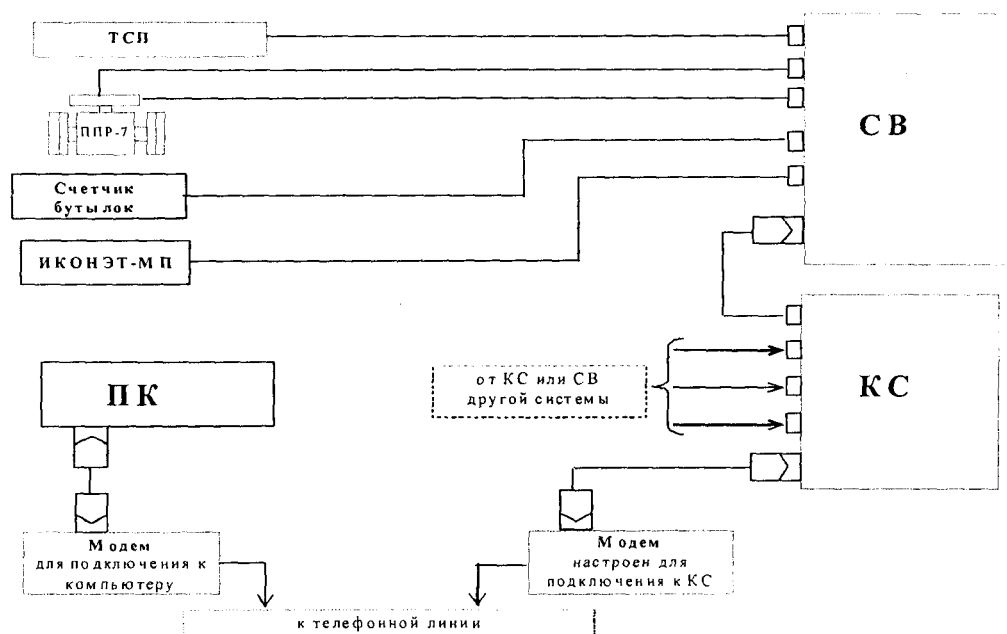 ТСП
СВ
ППР-7
Счетчик
бутылок
ИКОНЭТ-МП
ПК
от КС или СВ
другой системы
КС
Модем
для подключения к
компьютеру
Модем
настроен для
подключения к КС
к телефонной линии